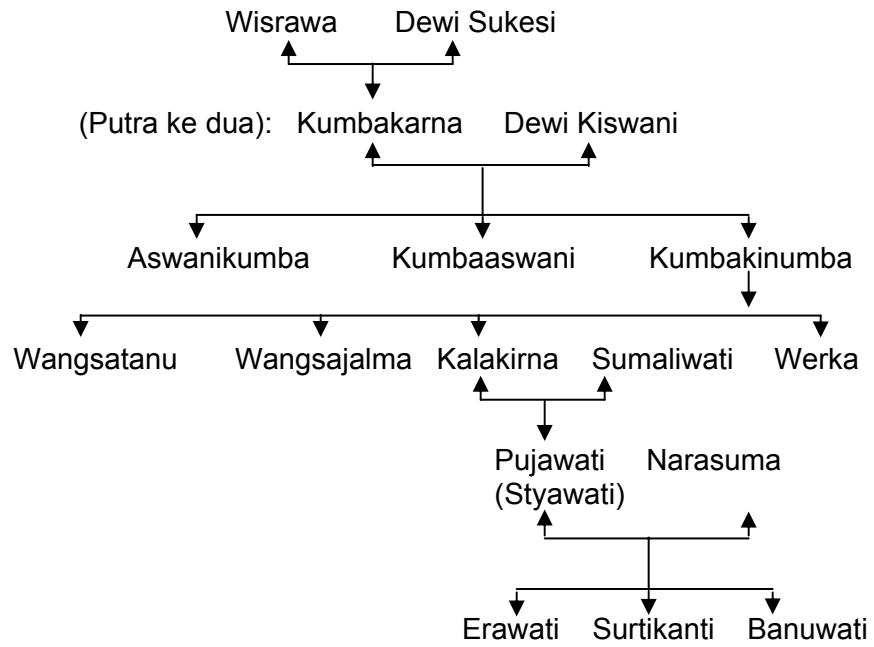 Wisrawa Dewi Sukesi
(Putra ke dua): Kumbakarna Dewi Kiswani
Aswanikumba Kumbaaswani Kumbakinumba
Wangsatanu Wangsajalma Kalakirna Sumaliwati Werka
Pujawati Narasuma
(Styawati)
Erawati Surtikanti Banuwati